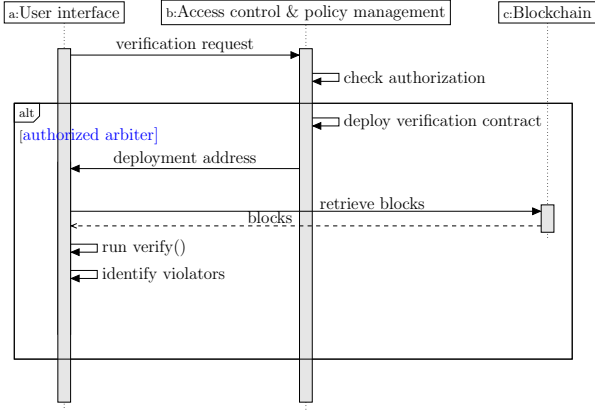 a:User interface
b:Access control & policy management
c:Blockchain
verification request
check authorization
alt
[authorized arbiter]
deploy verification contract
deployment address
retrieve blocks
blocks
run verify()
identify violators